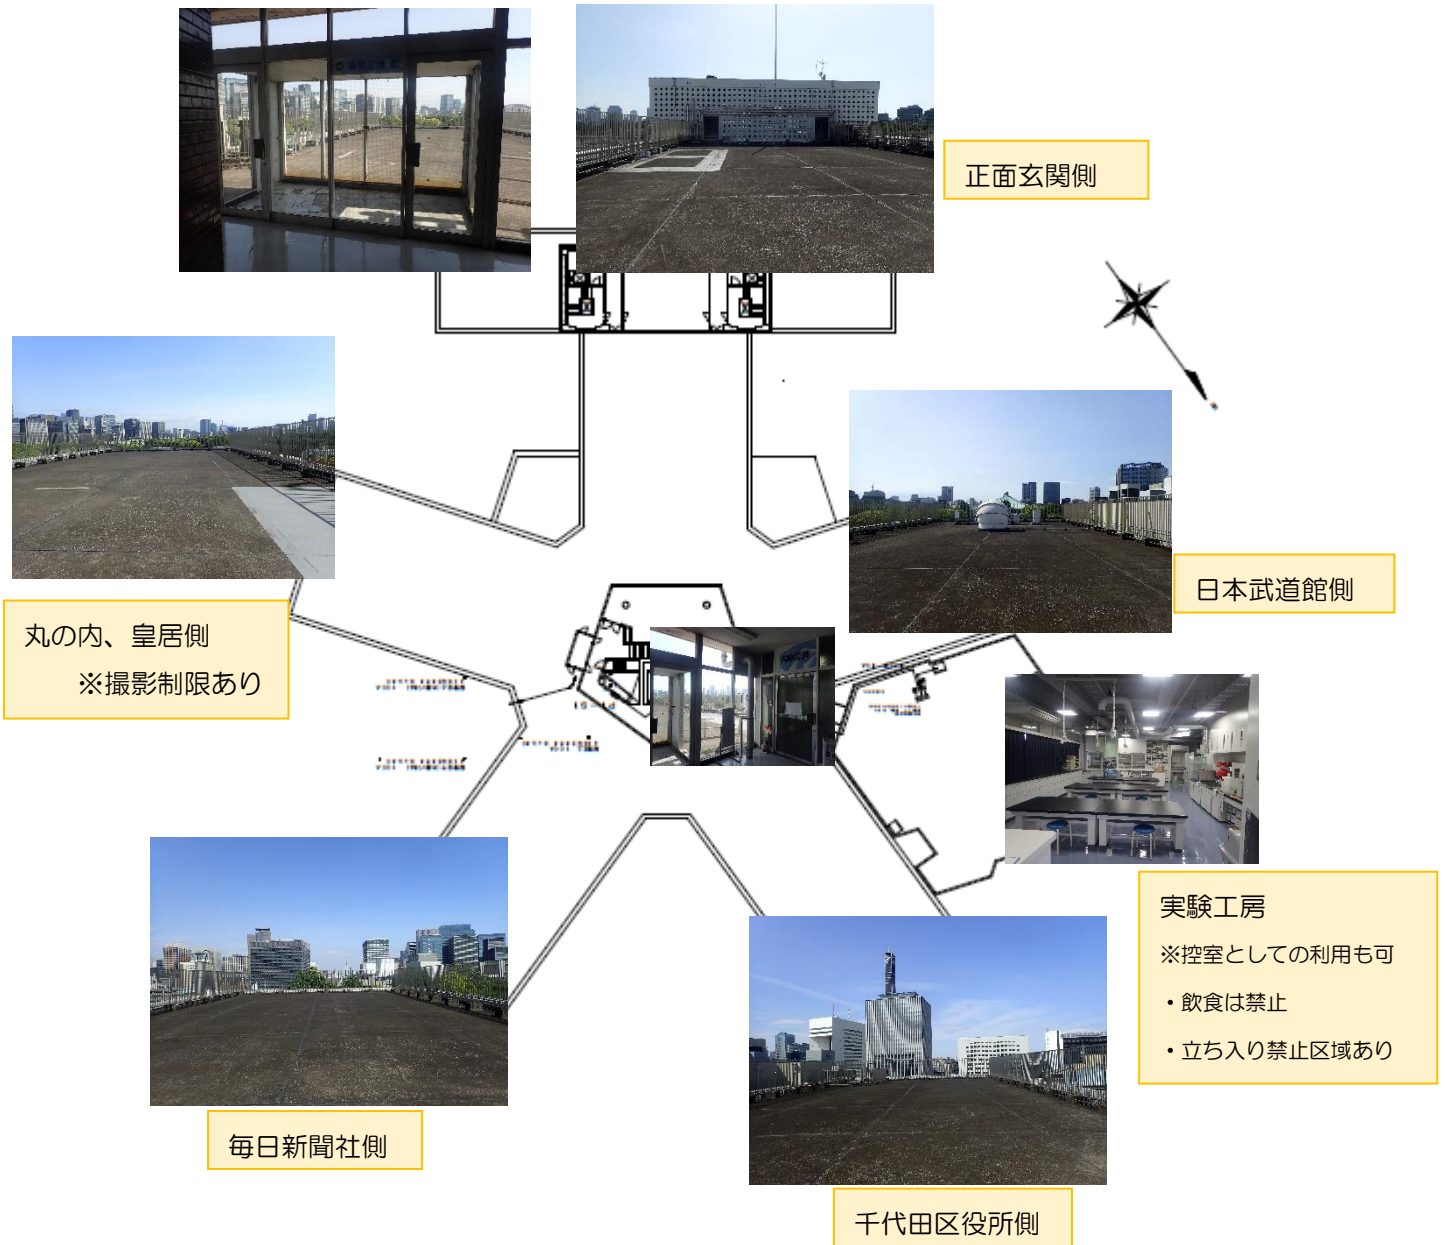 正面玄関側
丸の内、皇居側
※撮影制限あり
日本武道館側
実験工房
※控室としての利用も可
・飲食は禁止
・立ち入り禁止区域あり
毎日新聞社側
千代田区役所側